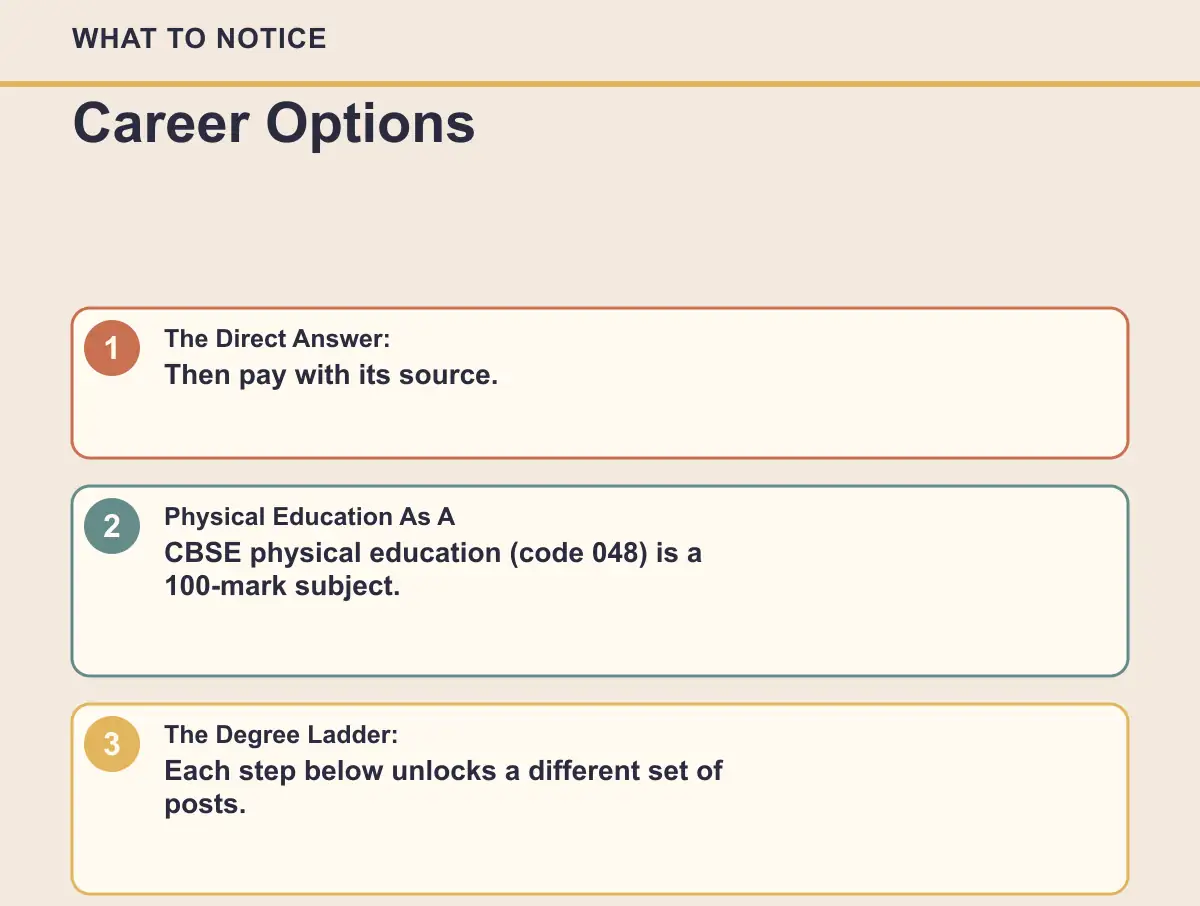 WHAT TO NOTICE
Career Options
1
The Direct Answer:
Then pay with its source.
2
Physical Education As A
CBSE physical education (code 048) is a
100-mark subject.
3
The Degree Ladder:
Each step below unlocks a different set of
posts.